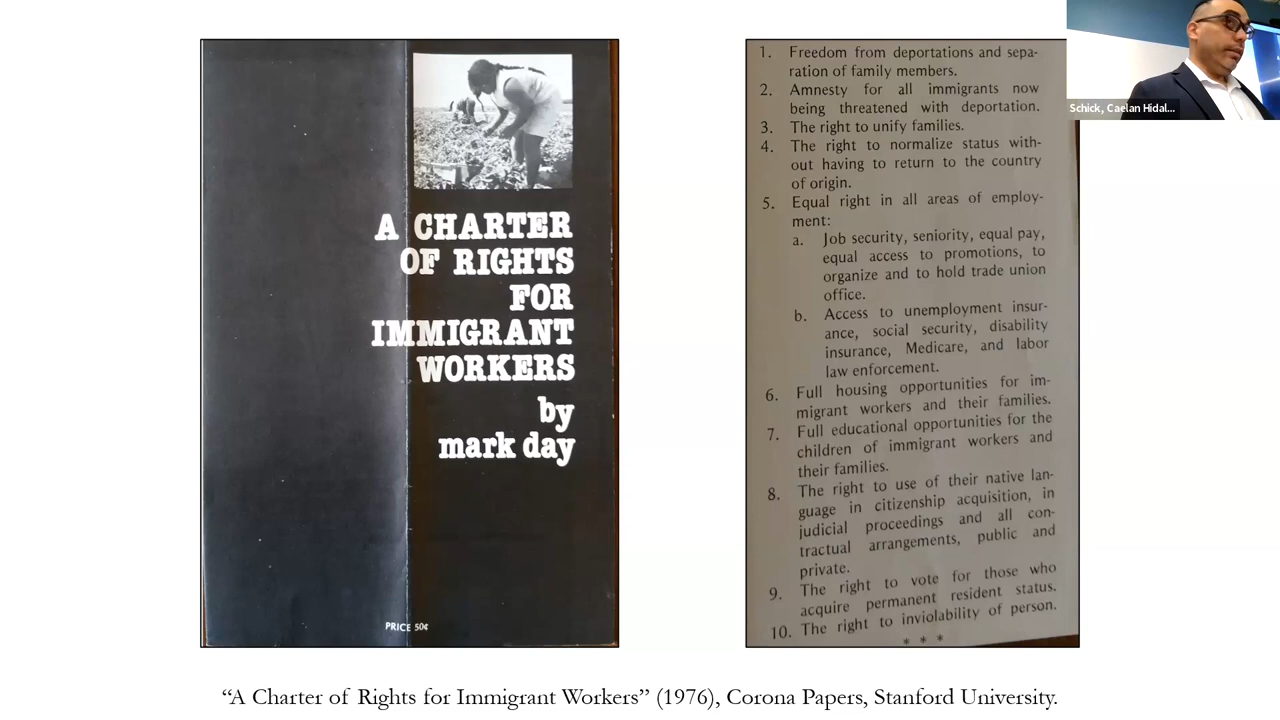 A CHARTER
OF RIGHTS
FOR
IMMIGRANT
WORKERS
by
mark day
PRICE 50¢
1. Freedom from deportations and sepa-
ration of family members.
2. Amnesty for all immigrants now
being threatened with deportation.
3. The right to unify families.
4. The right to normalize status with-
out having to return to the country
of origin.
5. Equal right in all areas of employ-
ment:
a. Job security, seniority, equal pay,
equal access to promotions, to
organize and to hold trade union
office.
b. Access to unemployment insur-
ance, social security, disability
insurance, Medicare, and labor
law enforcement.
6. Full housing opportunities for im-
migrant workers and their families.
7. Full educational opportunities for the
children of immigrant workers and
their families.
8. The right to use of their native lan-
guage in citizenship acquisition, in
judicial proceedings and all con-
tractual arrangements, public and
private.
9. The right to vote for those who
acquire permanent resident status.
10. The right to inviolability of person.
* * *
Schick, Caelan Hidal...
“A Charter of Rights for Immigrant Workers” (1976), Corona Papers, Stanford University.